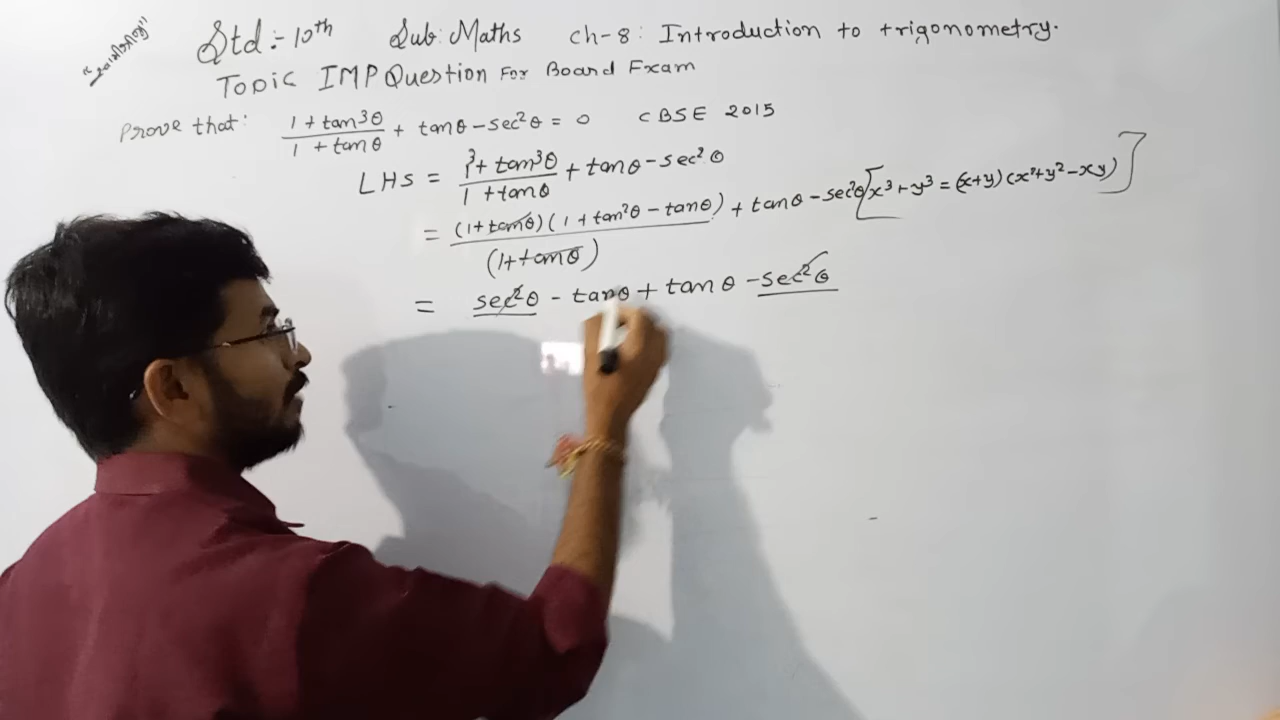 Std:- 10th Sub: Maths ch-8: Introduction to trigonometry.
Topic IMP Question For Board Exam
Prove that: (1 + tan³θ)/(1 + tanθ) + tanθ - sec²θ = 0 CBSE 2015
LHS = (1³ + tan³θ)/(1 + tanθ) + tanθ - sec²θ
= (1+tanθ)(1 + tan²θ - tanθ)/(1+tanθ) + tanθ - sec²θ [x³+y³ = (x+y)(x²+y²-xy)]
= sec²θ - tanθ + tanθ - sec²θ